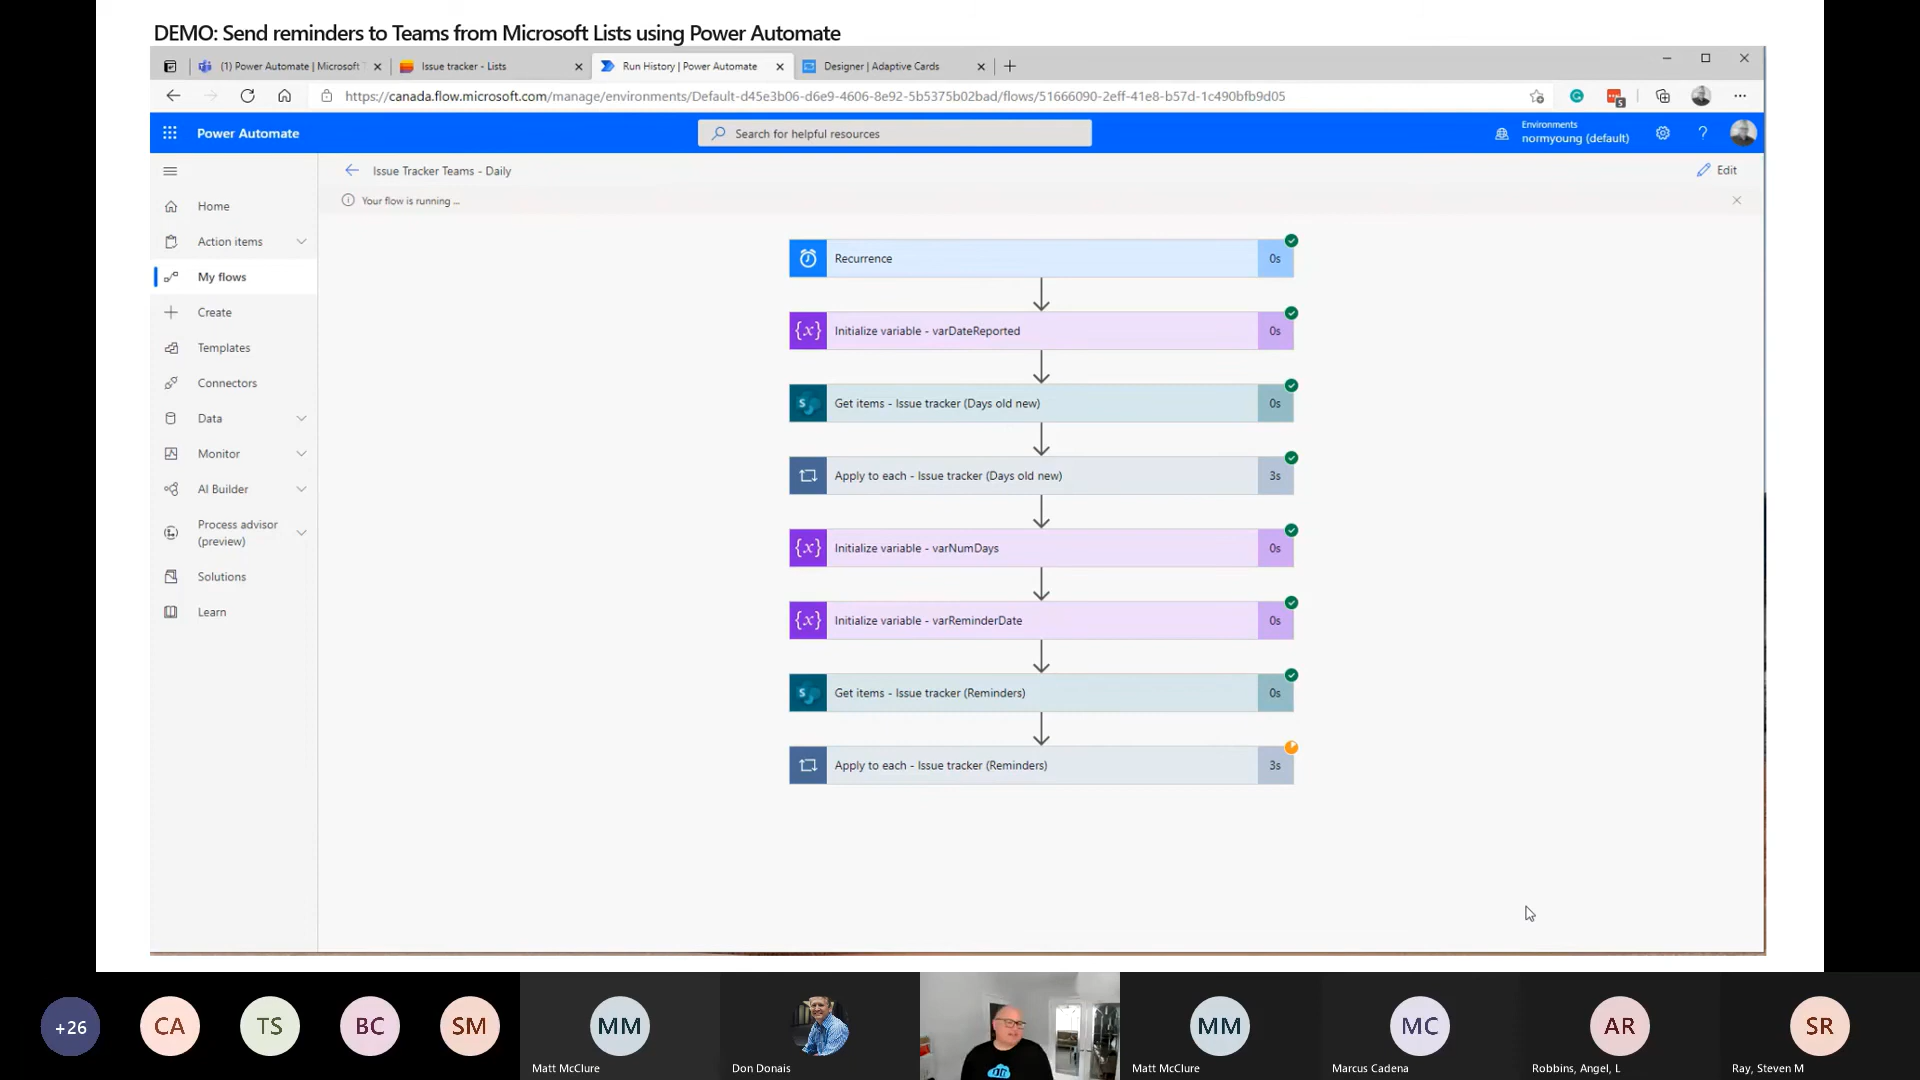 DEMO: Send reminders to Teams from Microsoft Lists using Power Automate
(1) Power Automate | Microsoft T
Issue tracker - Lists
Run History | Power Automate
Designer | Adaptive Cards
https://canada.flow.microsoft.com/manage/environments/Default-d45e3b06-d6e9-4606-8e92-5b5375b02bad/flows/51666090-2eff-41e8-b57d-1c490bfb9d05
5
Power Automate
Search for helpful resources
Environments
normyoung (default)
?
Issue Tracker Teams - Daily
Edit
Your flow is running ...
Home
Action items
My flows
Create
Templates
Connectors
Data
Monitor
AI Builder
Process advisor
(preview)
Solutions
Learn
Recurrence
0s
{x} Initialize variable - varDateReported
0s
S Get items - Issue tracker (Days old new)
0s
Apply to each - Issue tracker (Days old new)
3s
{x} Initialize variable - varNumDays
0s
{x} Initialize variable - varReminderDate
0s
S Get items - Issue tracker (Reminders)
0s
Apply to each - Issue tracker (Reminders)
3s
+26
CA
TS
BC
SM
MM
MM
MC
AR
SR
Matt McClure
Don Donais
Matt McClure
Marcus Cadena
Robbins, Angel, L
Ray, Steven M